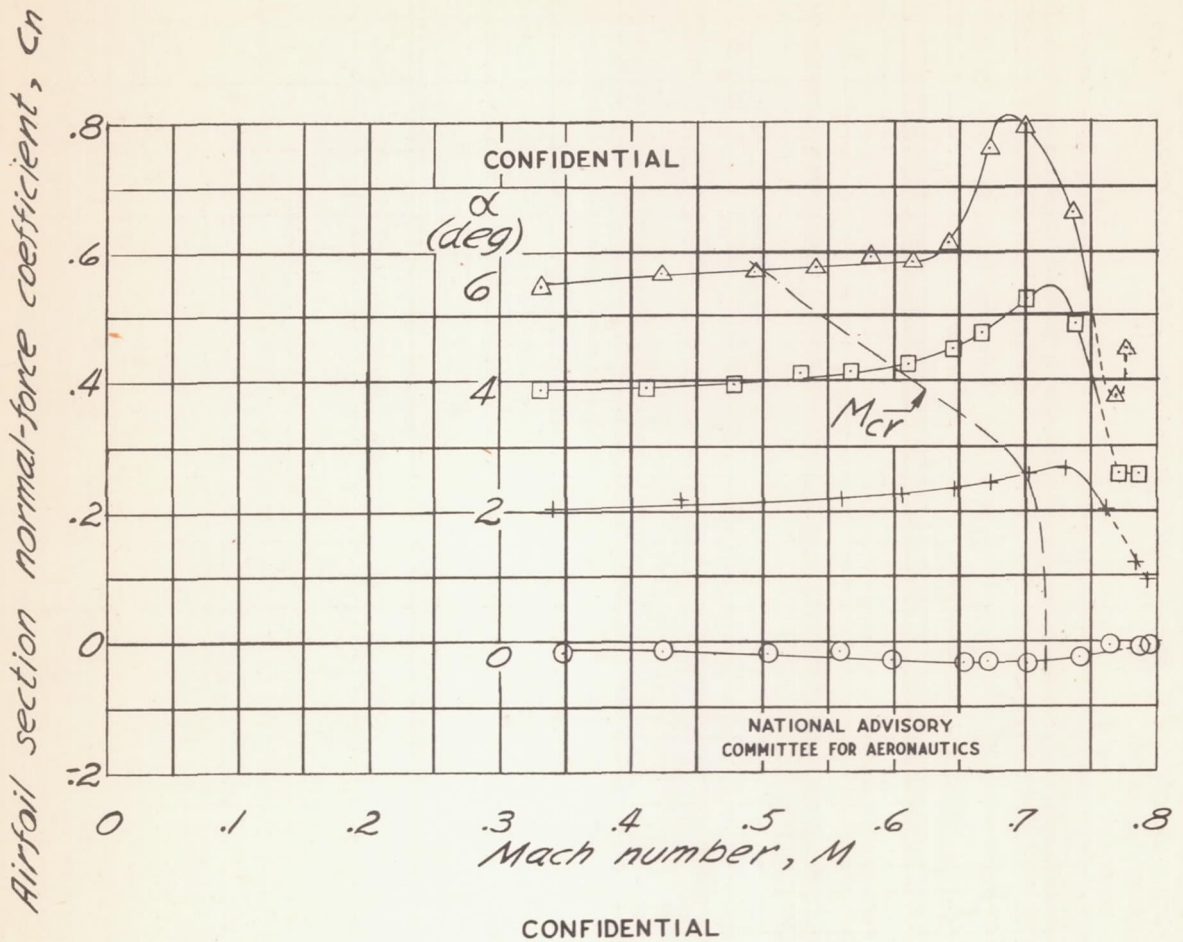 Airfoil section normal-force coefficient, cn
.8
.6
.4
.2
0
-.2
CONFIDENTIAL
α
(deg)
6
4
2
0
Mcr
NATIONAL ADVISORY
COMMITTEE FOR AERONAUTICS
0 .1 .2 .3 .4 .5 .6 .7 .8
Mach number, M
CONFIDENTIAL